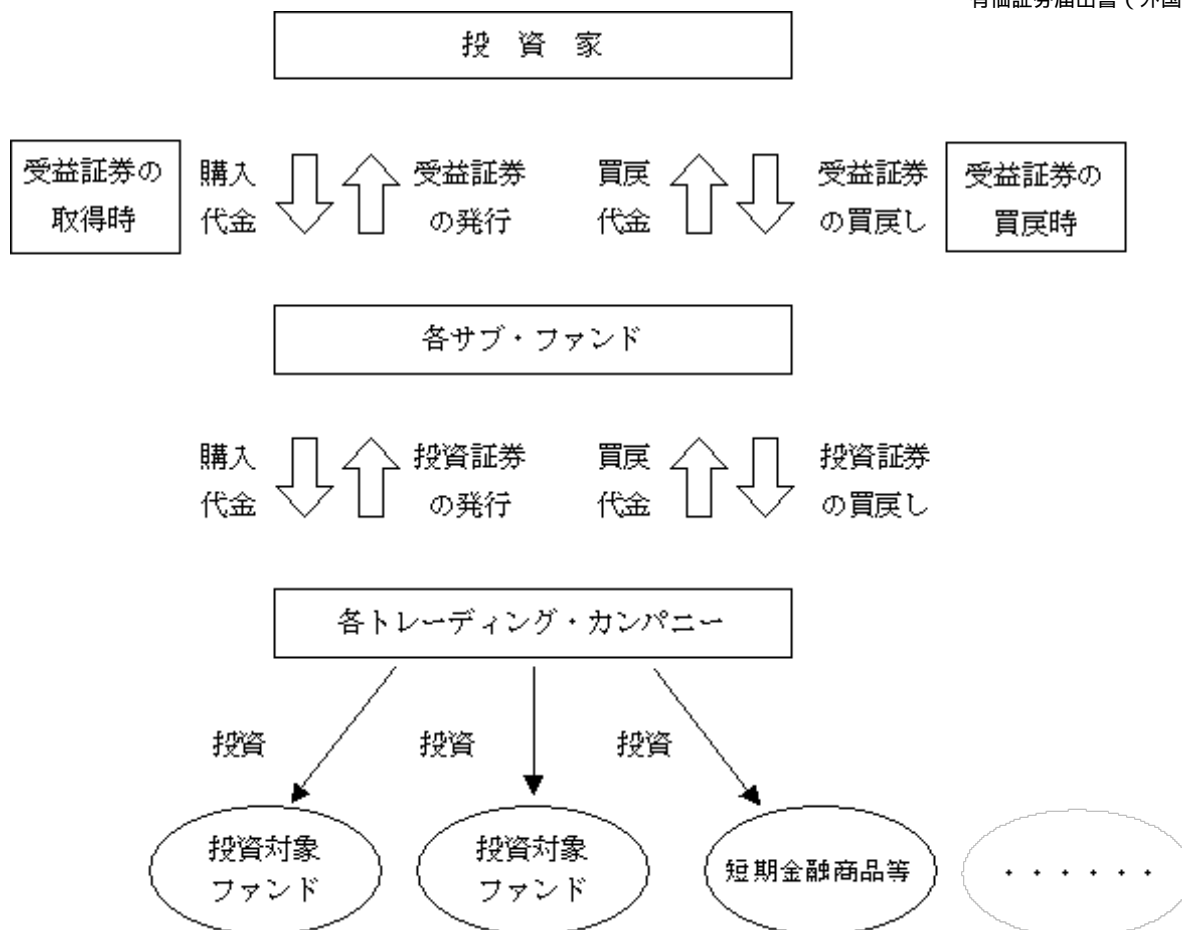 有価証券届出書（外国
投 資 家
受益証券の
取得時
購入
代金
受益証券
の発行
買戻
代金
受益証券
の買戻し
受益証券の
買戻時
各サブ・ファンド
購入
代金
投資証券
の発行
買戻
代金
投資証券
の買戻し
各トレーディング・カンパニー
投資
投資
投資
投資対象
ファンド
投資対象
ファンド
短期金融商品等
・・・・・・